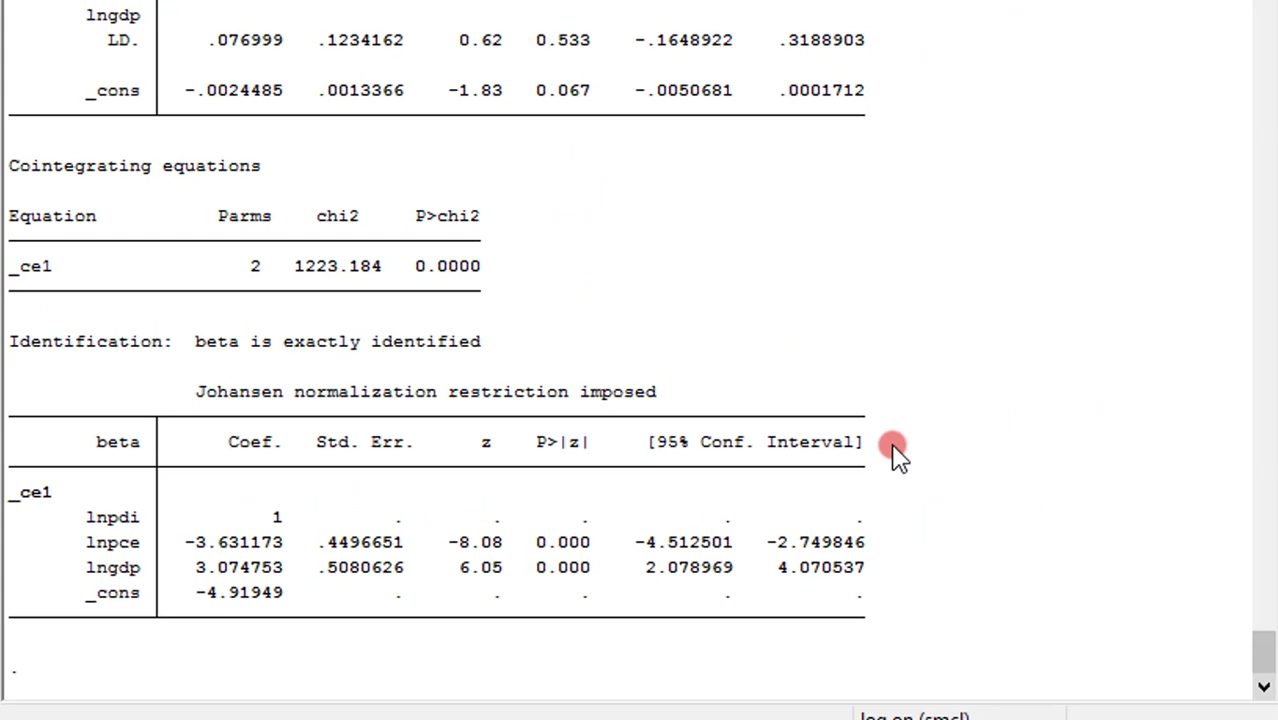 lngdp
LD. .076999 .1234162 0.62 0.533 -.1648922 .3188903
_cons -.0024485 .0013366 -1.83 0.067 -.0050681 .0001712
Cointegrating equations
Equation Parms chi2 P>chi2
_ce1 2 1223.184 0.0000
Identification: beta is exactly identified
Johansen normalization restriction imposed
beta Coef. Std. Err. z P>|z| [95% Conf. Interval]
_ce1
lnpdi 1 . . . . .
lnpce -3.631173 .4496651 -8.08 0.000 -4.512501 -2.749846
lngdp 3.074753 .5080626 6.05 0.000 2.078969 4.070537
_cons -4.91949 . . . . .
.
log on (smcl)